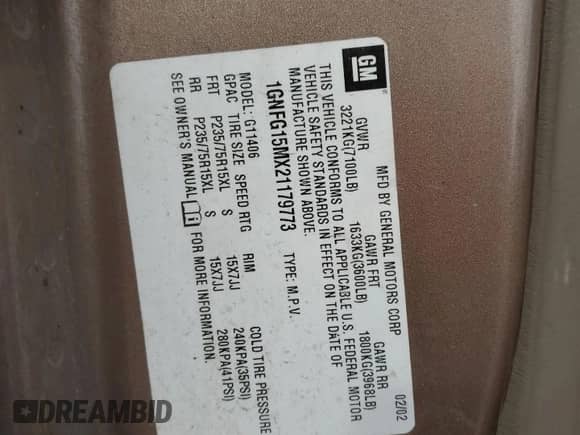 GM
MFD BY GENERAL MOTORS CORP 02/02
GVWR GAWR FRT GAWR RR
3221KG(7100LB) 1633KG(3600LB) 1800KG(3968LB)
THIS VEHICLE CONFORMS TO ALL APPLICABLE U.S. FEDERAL MOTOR
VEHICLE SAFETY STANDARDS IN EFFECT ON THE DATE OF
MANUFACTURE SHOWN ABOVE.
1GNFG15MX21179773 TYPE: M.P.V.
MODEL: G11406
GPAC TIRE SIZE SPEED RTG RIM COLD TIRE PRESSURE
FRT P235/75R15XL S 15X7JJ 240KPA(35PSI)
RR P235/75R15XL S 15X7JJ 280KPA(41PSI)
SEE OWNER'S MANUAL FOR MORE INFORMATION.
DREAMBID